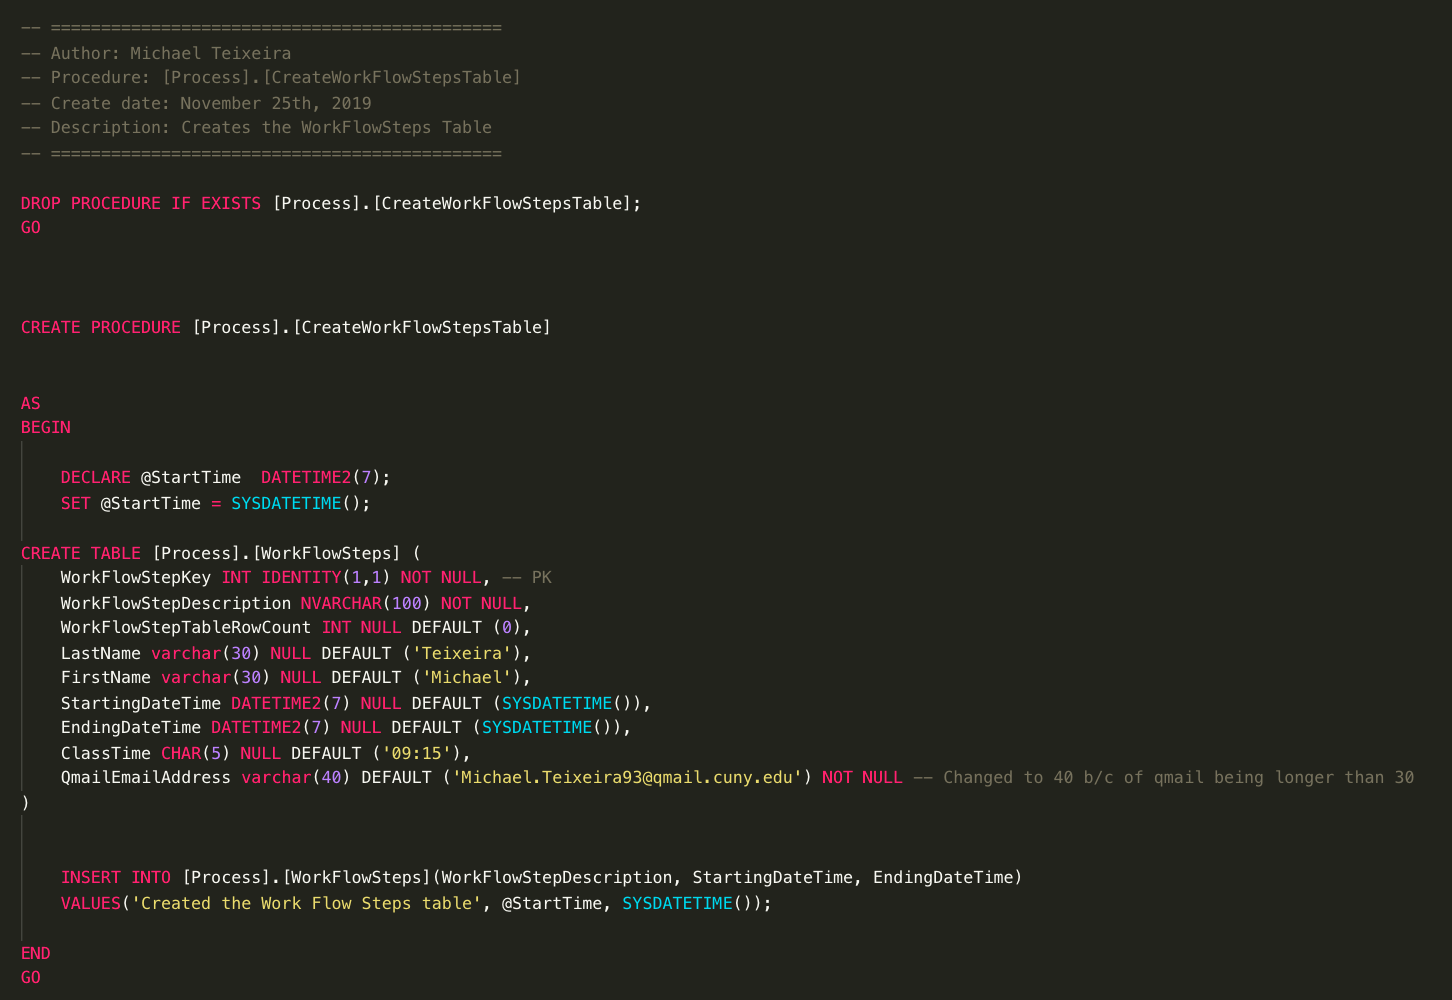 -- =============================================
-- Author: Michael Teixeira
-- Procedure: [Process].[CreateWorkFlowStepsTable]
-- Create date: November 25th, 2019
-- Description: Creates the WorkFlowSteps Table
-- =============================================
DROP PROCEDURE IF EXISTS [Process].[CreateWorkFlowStepsTable];
GO
CREATE PROCEDURE [Process].[CreateWorkFlowStepsTable]
AS
BEGIN
DECLARE @StartTime  DATETIME2(7);
SET @StartTime = SYSDATETIME();
CREATE TABLE [Process].[WorkFlowSteps] (
WorkFlowStepKey INT IDENTITY(1,1) NOT NULL, -- PK
WorkFlowStepDescription NVARCHAR(100) NOT NULL,
WorkFlowStepTableRowCount INT NULL DEFAULT (0),
LastName varchar(30) NULL DEFAULT ('Teixeira'),
FirstName varchar(30) NULL DEFAULT ('Michael'),
StartingDateTime DATETIME2(7) NULL DEFAULT (SYSDATETIME()),
EndingDateTime DATETIME2(7) NULL DEFAULT (SYSDATETIME()),
ClassTime CHAR(5) NULL DEFAULT ('09:15'),
QmailEmailAddress varchar(40) DEFAULT ('Michael.Teixeira93@qmail.cuny.edu') NOT NULL -- Changed to 40 b/c of qmail being longer than 30
)
INSERT INTO [Process].[WorkFlowSteps](WorkFlowStepDescription, StartingDateTime, EndingDateTime)
VALUES('Created the Work Flow Steps table', @StartTime, SYSDATETIME());
END
GO